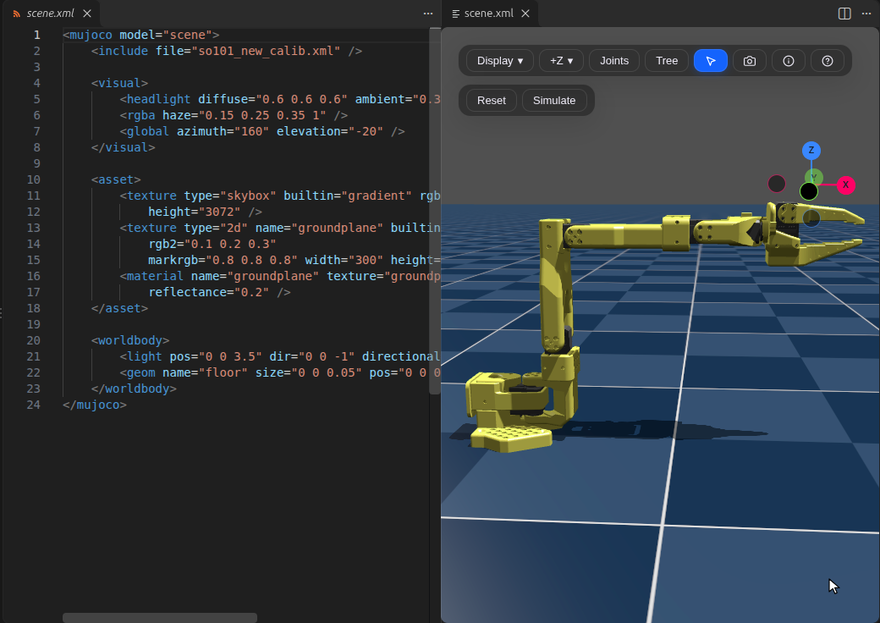 scene.xml
1 <mujoco model="scene">
2 <include file="so101_new_calib.xml" />
3
4 <visual>
5 <headlight diffuse="0.6 0.6 0.6" ambient="0.3
6 <rgba haze="0.15 0.25 0.35 1" />
7 <global azimuth="160" elevation="-20" />
8 </visual>
9
10 <asset>
11 <texture type="skybox" builtin="gradient" rgb
12 height="3072" />
13 <texture type="2d" name="groundplane" builtin
14 rgb2="0.1 0.2 0.3"
15 markrgb="0.8 0.8 0.8" width="300" height=
16 <material name="groundplane" texture="groundp
17 reflectance="0.2" />
18 </asset>
19
20 <worldbody>
21 <light pos="0 0 3.5" dir="0 0 -1" directional
22 <geom name="floor" size="0 0 0.05" pos="0 0 0
23 </worldbody>
24 </mujoco>
scene.xml
Display +Z Joints Tree
Reset Simulate
Z
Y
X